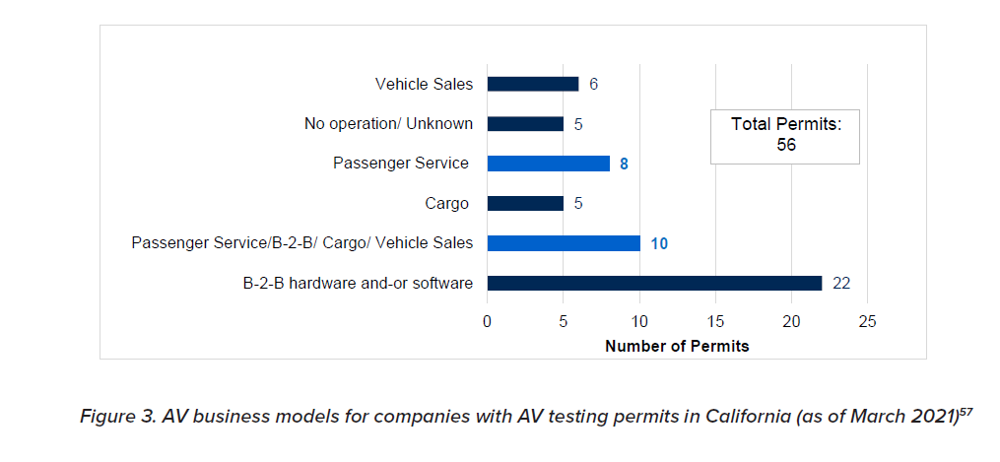 Vehicle Sales 6
No operation/ Unknown 5
Total Permits:
56
Passenger Service 8
Cargo 5
Passenger Service/B-2-B/ Cargo/ Vehicle Sales 10
B-2-B hardware and-or software 22
0 5 10 15 20 25
Number of Permits
Figure 3. AV business models for companies with AV testing permits in California (as of March 2021)57